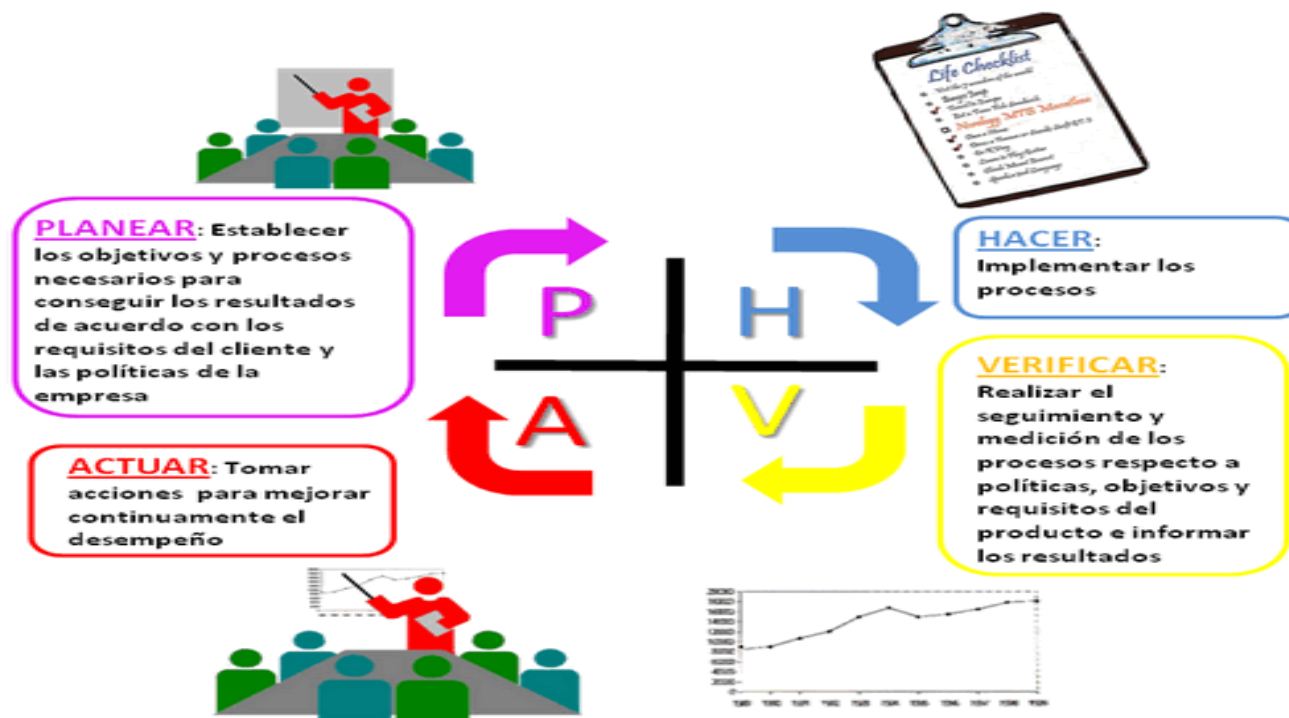 Life Checklist
PLANEAR: Establecer
los objetivos y procesos
necesarios para
conseguir los resultados
de acuerdo con los
requisitos del cliente y
las políticas de la
empresa
P
H
HACER:
Implementar los
procesos
A
V
ACTUAR: Tomar
acciones para mejorar
continuamente el
desempeño
VERIFICAR:
Realizar el
seguimiento y
medición de los
procesos respecto a
políticas, objetivos y
requisitos del
producto e informar
los resultados